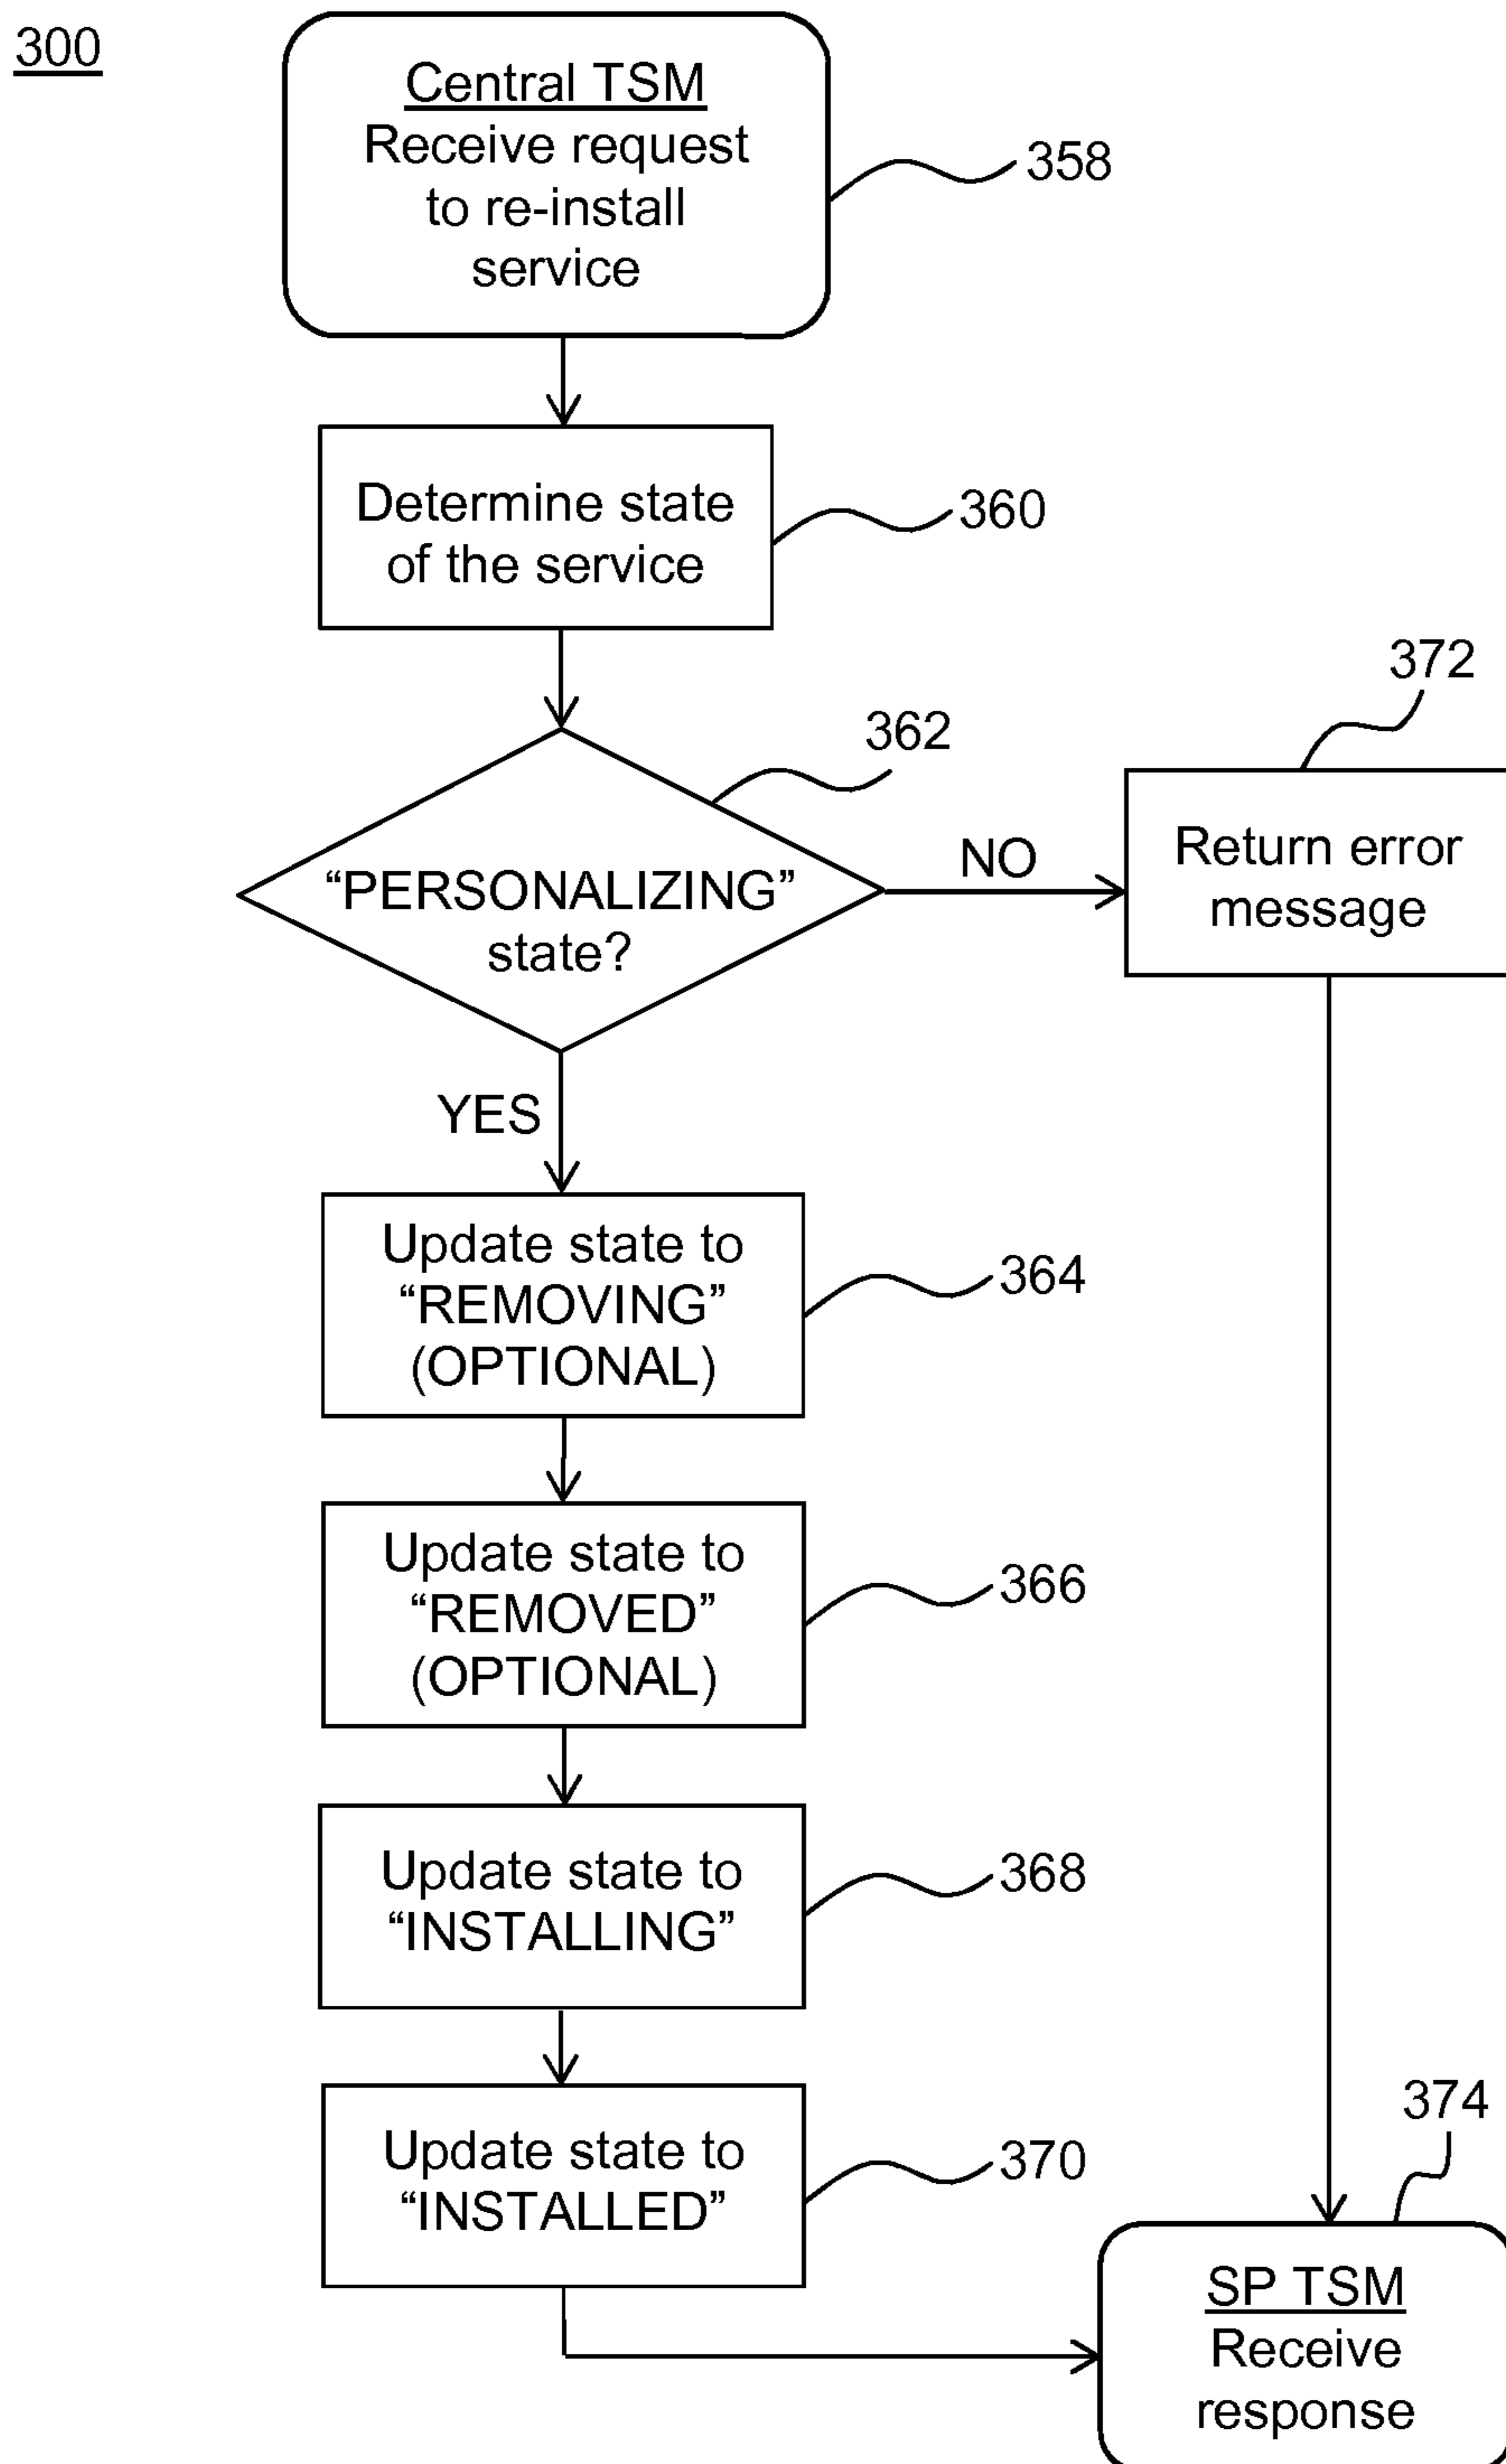 300
Central TSM
Receive request
to re-install
service
358
Determine state
of the service
360
362
“PERSONALIZING”
state?
NO
372
Return error
message
YES
Update state to
“REMOVING”
(OPTIONAL)
364
Update state to
“REMOVED”
(OPTIONAL)
366
Update state to
“INSTALLING”
368
Update state to
“INSTALLED”
370
374
SP TSM
Receive
response